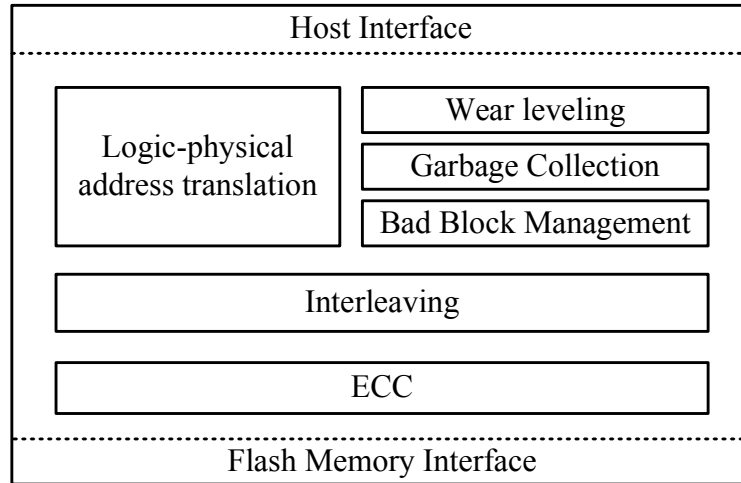 Host Interface
Logic-physical
address translation
Wear leveling
Garbage Collection
Bad Block Management
Interleaving
ECC
Flash Memory Interface